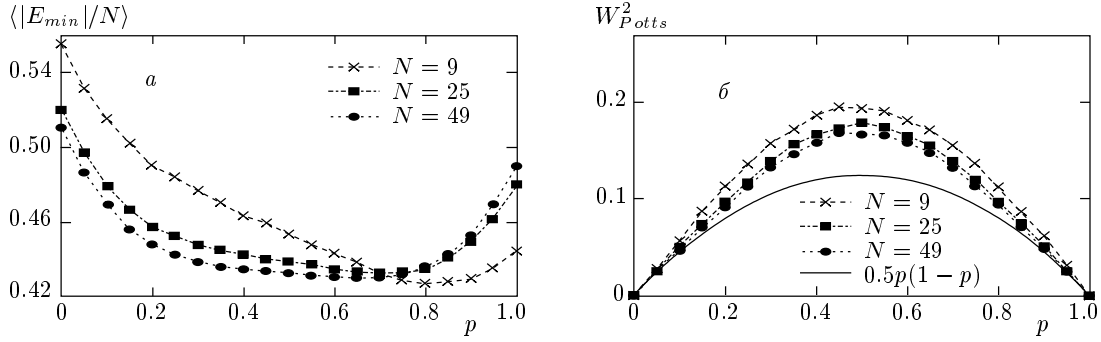 ⟨|E_min|/N⟩
0.54
0.50
0.46
0.42
0
0.2
0.4
0.6
0.8
1.0
p
а
N = 9
N = 25
N = 49
W²_Potts
0.2
0.1
0
0
0.2
0.4
0.6
0.8
1.0
p
б
N = 9
N = 25
N = 49
0.5p(1 − p)